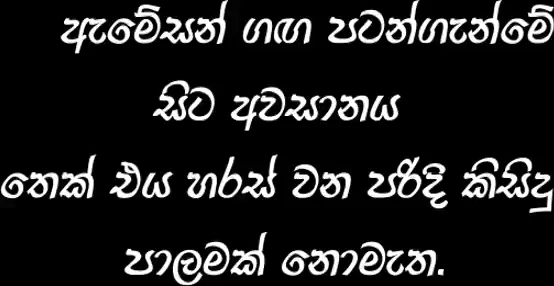 ඇමේසන් ගඟ පටන්ගැන්මේ
සිට අවසානය
තෙක් එය හරස් වන පරිදි කිසිදු
පාලමක් නොමැත.